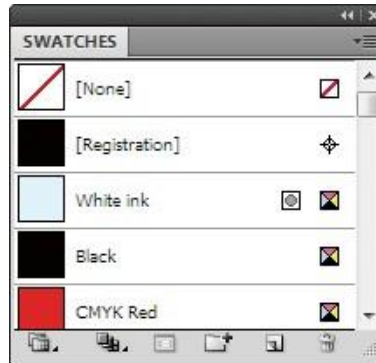 SWATCHES
[None]
[Registration]
White ink
Black
CMYK Red